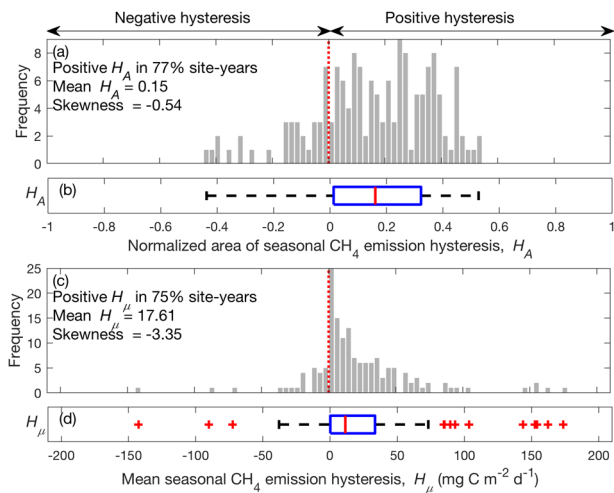 Negative hysteresis Positive hysteresis
(a)
Positive H_A in 77% site-years
Mean H_A = 0.15
Skewness = -0.54
Frequency
8
6
4
2
0
(b)
H_A
-1 -0.8 -0.6 -0.4 -0.2 0 0.2 0.4 0.6 0.8 1
Normalized area of seasonal CH4 emission hysteresis, H_A
(c)
Positive H_μ in 75% site-years
Mean H_μ = 17.61
Skewness = -3.35
Frequency
25
20
15
10
5
0
(d)
H_μ
-200 -150 -100 -50 0 50 100 150 200
Mean seasonal CH4 emission hysteresis, H_μ (mg C m⁻² d⁻¹)